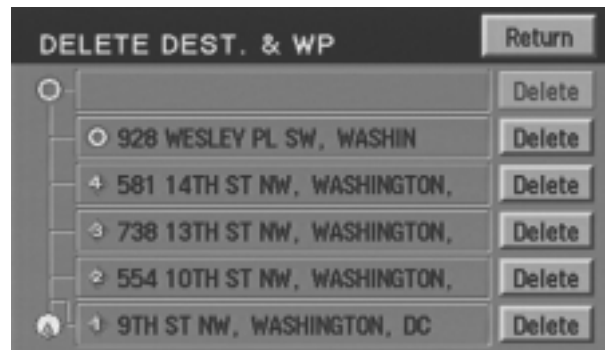 DELETE DEST. & WP Return
Delete
928 WESLEY PL SW, WASHIN Delete
4 581 14TH ST NW, WASHINGTON, Delete
3 738 13TH ST NW, WASHINGTON, Delete
2 554 10TH ST NW, WASHINGTON, Delete
1 9TH ST NW, WASHINGTON, DC Delete